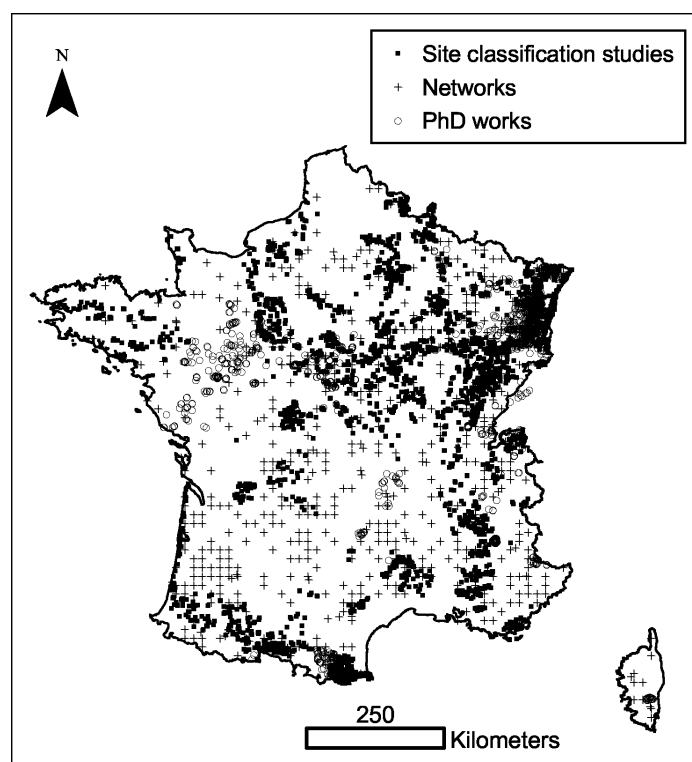 N
Site classification studies
Networks
PhD works
250
Kilometers